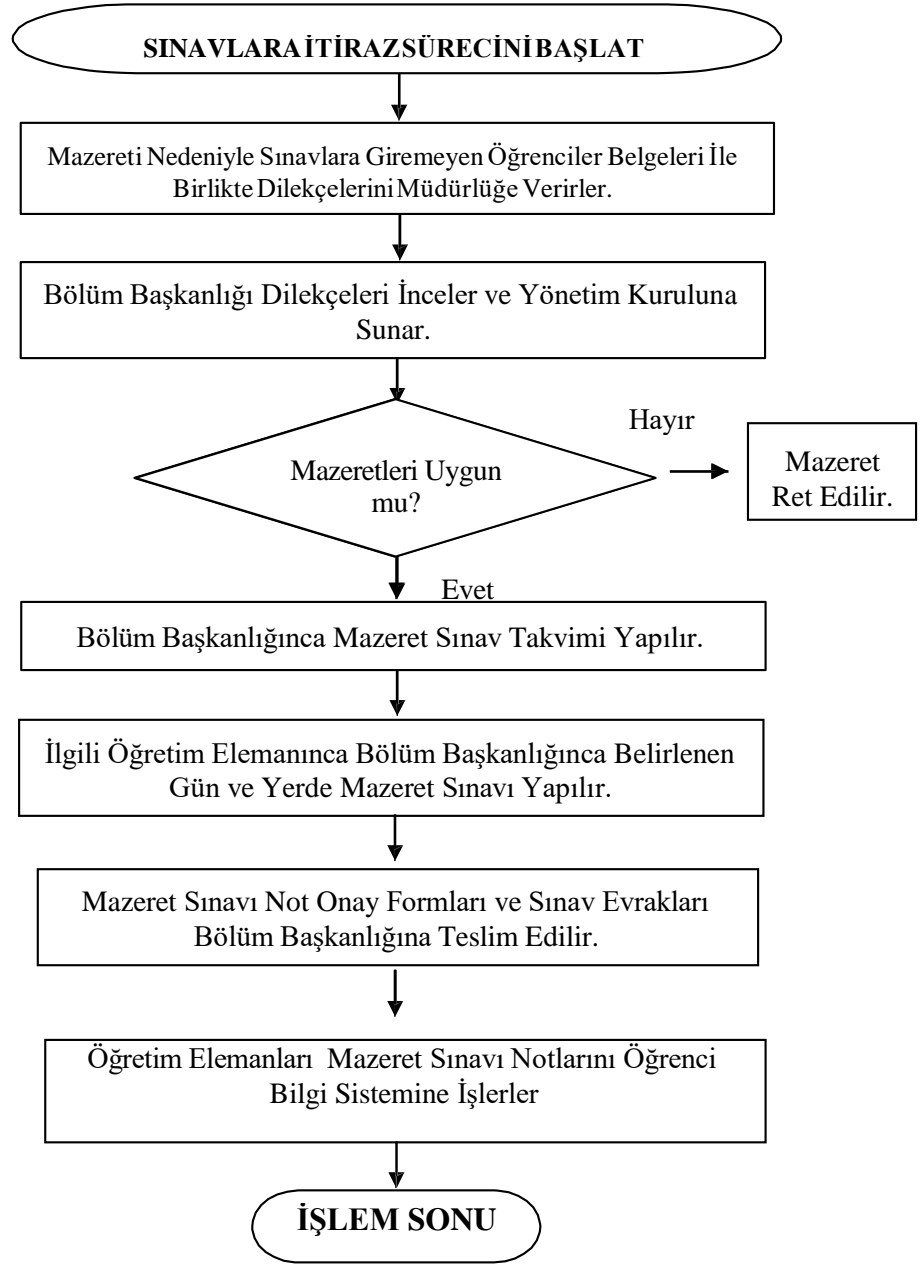 SINAVLARA İTİRAZ SÜRECİNİ BAŞLAT
Mazereti Nedeniyle Sınavlara Giremeyen Öğrenciler Belgeleri İle
Birlikte Dilekçelerini Müdürlüğe Verirler.
Bölüm Başkanlığı Dilekçeleri İnceler ve Yönetim Kuruluna
Sunar.
Hayır
Mazeretleri Uygun
mu?
Mazeret
Ret Edilir.
Evet
Bölüm Başkanlığınca Mazeret Sınav Takvimi Yapılır.
İlgili Öğretim Elemanınca Bölüm Başkanlığınca Belirlenen
Gün ve Yerde Mazeret Sınavı Yapılır.
Mazeret Sınavı Not Onay Formları ve Sınav Evrakları
Bölüm Başkanlığına Teslim Edilir.
Öğretim Elemanları Mazeret Sınavı Notlarını Öğrenci
Bilgi Sistemine İşlerler
İŞLEM SONU